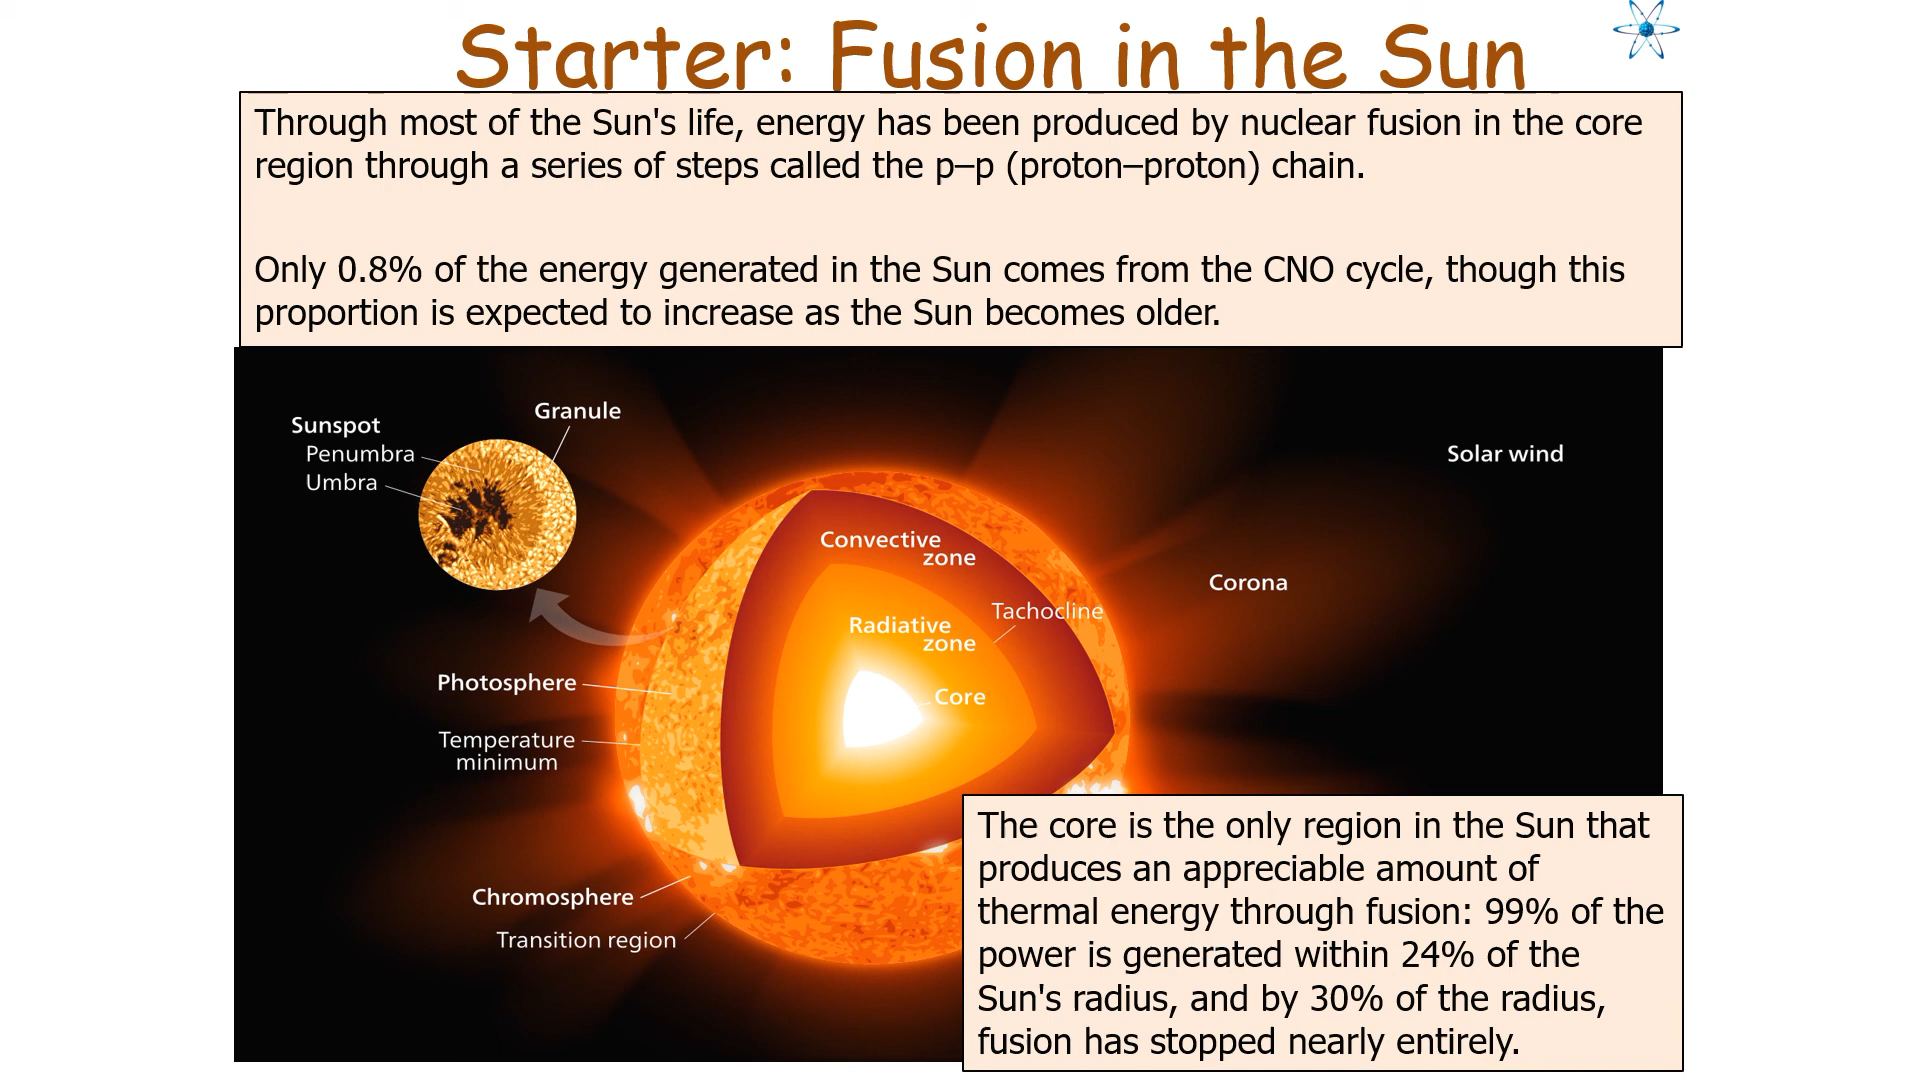 Starter: Fusion in the Sun
Through most of the Sun's life, energy has been produced by nuclear fusion in the core
region through a series of steps called the p–p (proton–proton) chain.
Only 0.8% of the energy generated in the Sun comes from the CNO cycle, though this
proportion is expected to increase as the Sun becomes older.
Granule
Sunspot
Penumbra
Umbra
Solar wind
Convective
zone
Corona
Tachocline
Radiative
zone
Photosphere
Core
Temperature
minimum
Chromosphere
Transition region
The core is the only region in the Sun that
produces an appreciable amount of
thermal energy through fusion: 99% of the
power is generated within 24% of the
Sun's radius, and by 30% of the radius,
fusion has stopped nearly entirely.